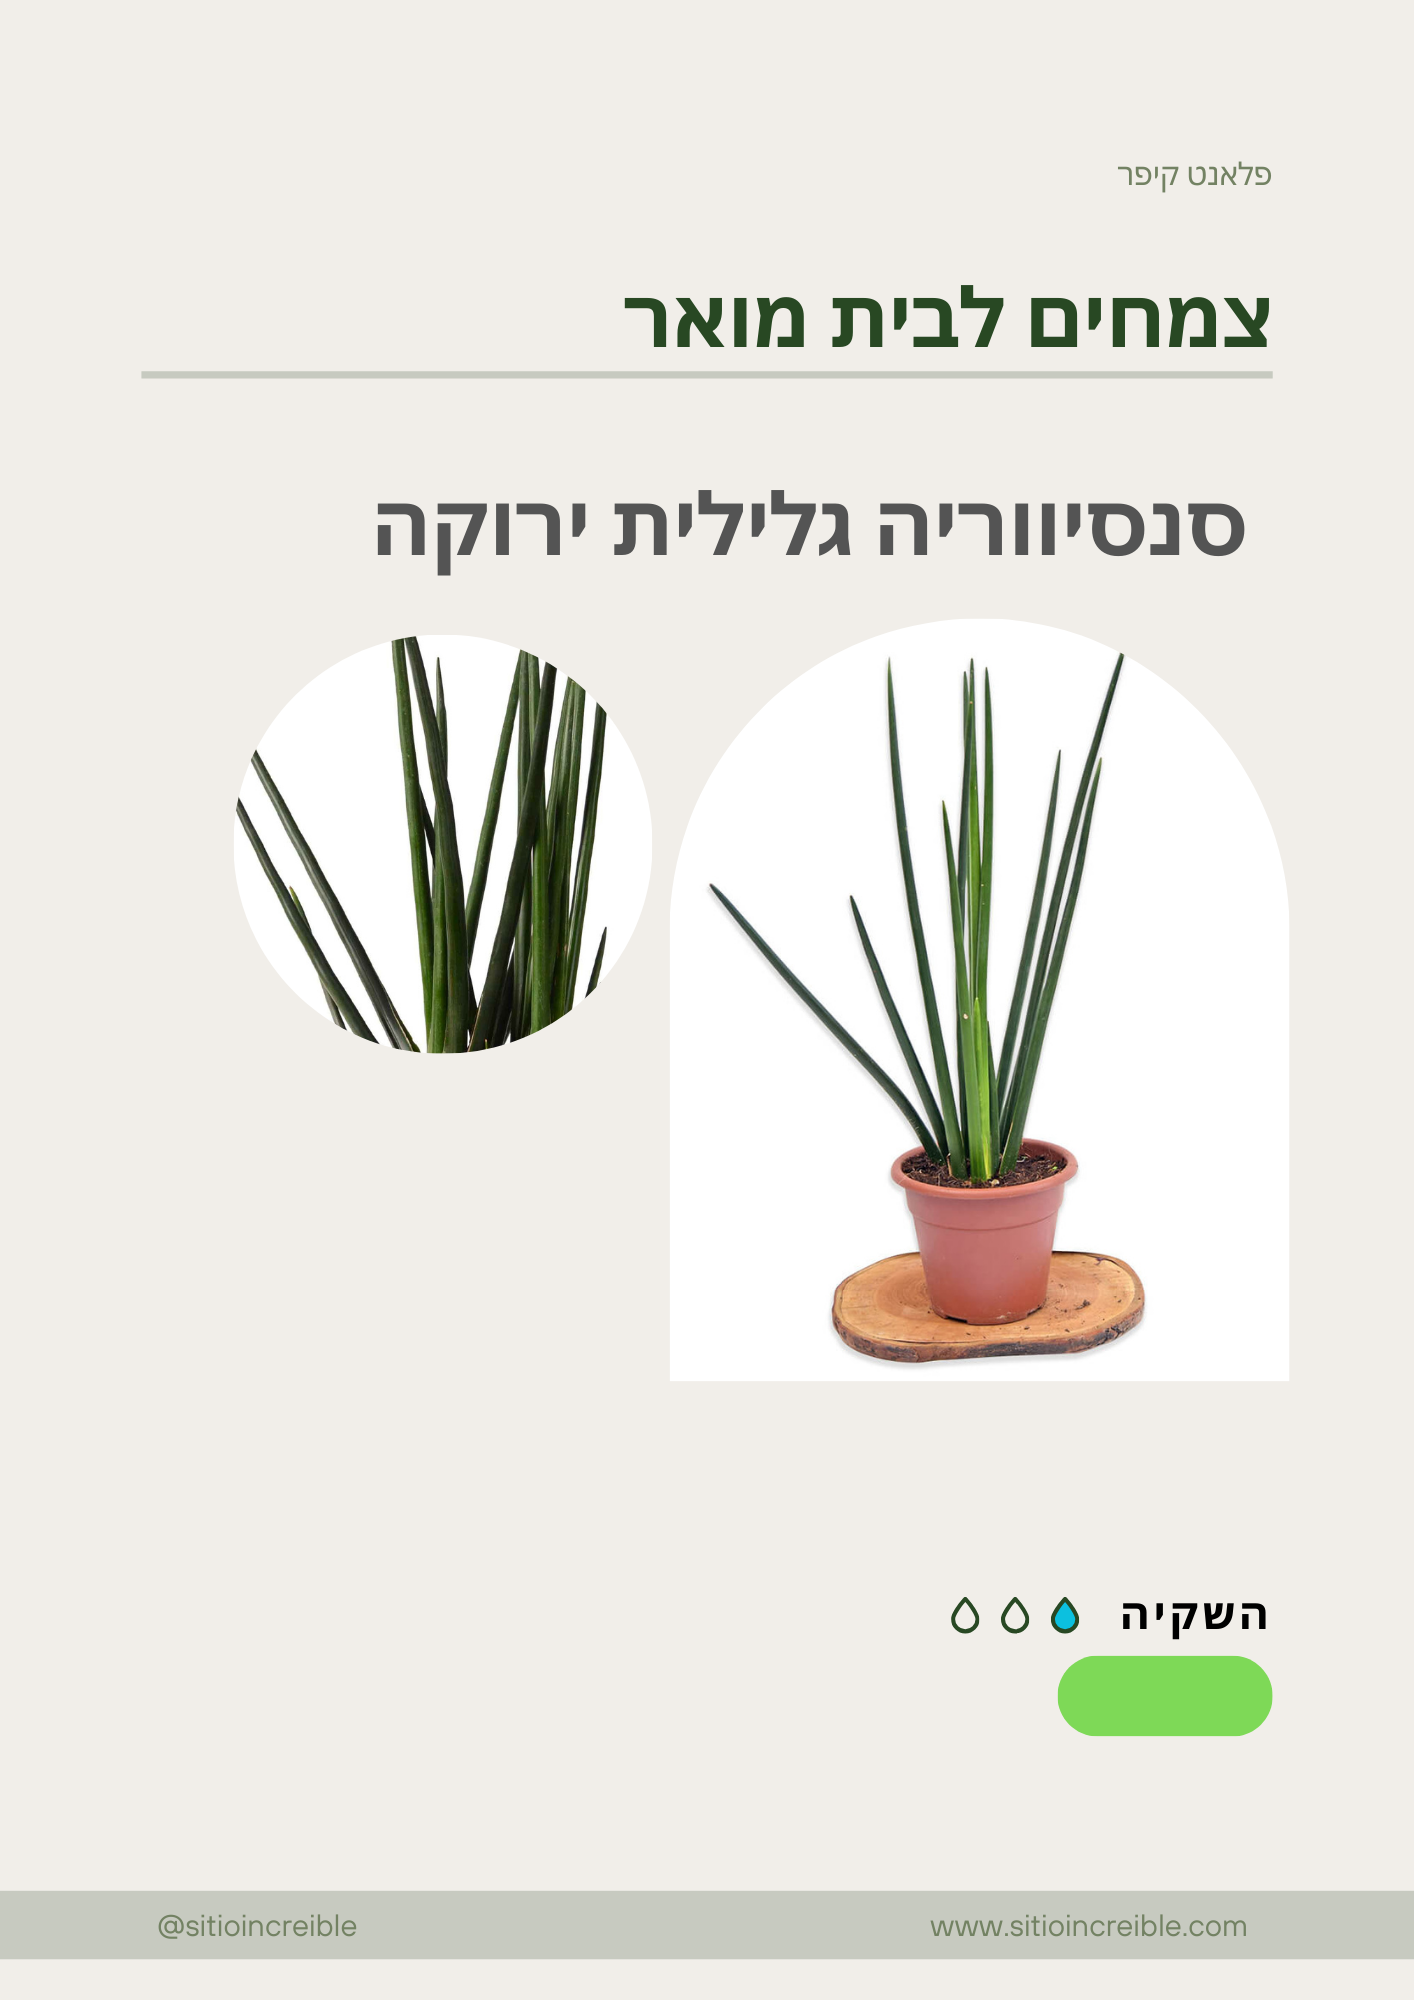 פלאנט קיפר
צמחים לבית מואר
סנסיווריה גלילית ירוקה
השקיה
@sitioincreible
www.sitioincreible.com